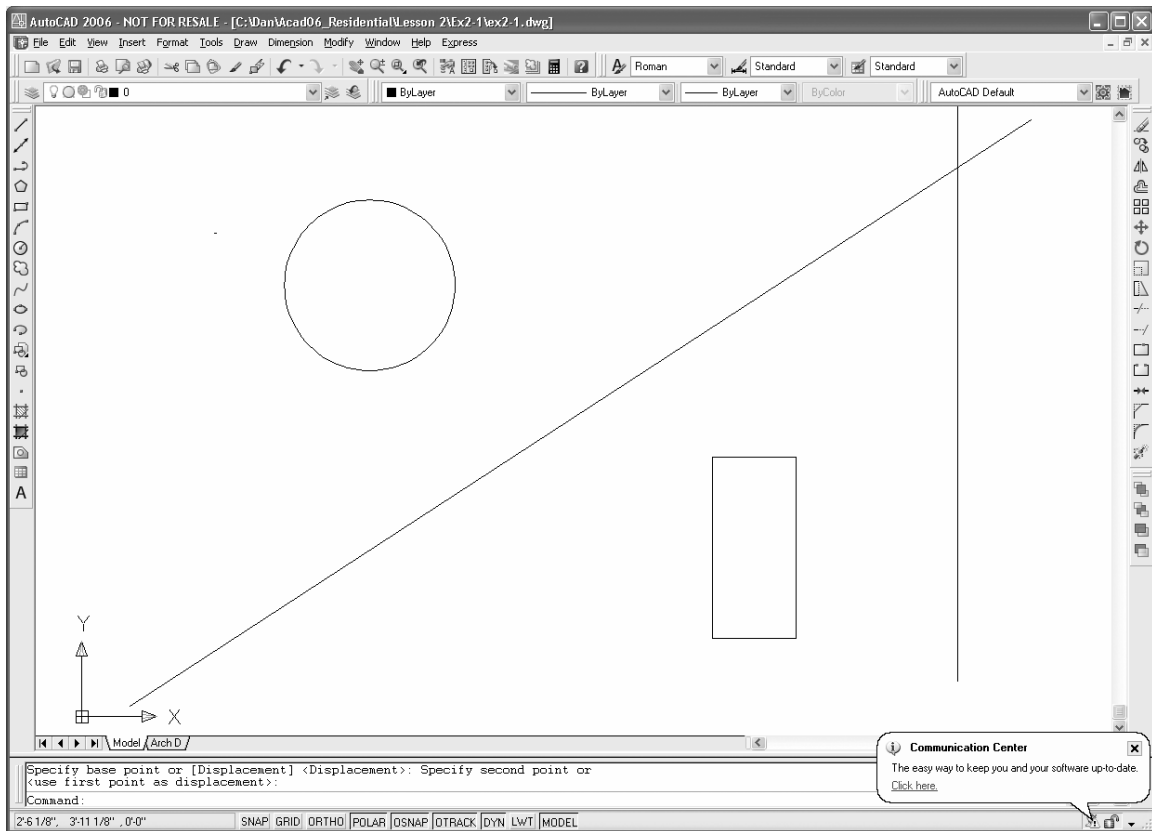 AutoCAD 2006 - NOT FOR RESALE - [C:\Dan\Acad06_Residential\Lesson 2\Ex2-1\ex2-1.dwg]
File Edit View Insert Format Tools Draw Dimension Modify Window Help Express
Roman Standard Standard
0 ByLayer ByLayer ByLayer ByColor AutoCAD Default
A
Y
X
Model Arch D
Communication Center
The easy way to keep you and your software up-to-date.
Click here.
Specify base point or [Displacement] <Displacement>: Specify second point or
<use first point as displacement>:
Command:
2'-6 1/8", 3'-11 1/8" , 0'-0" SNAP GRID ORTHO POLAR OSNAP OTRACK DYN LWT MODEL